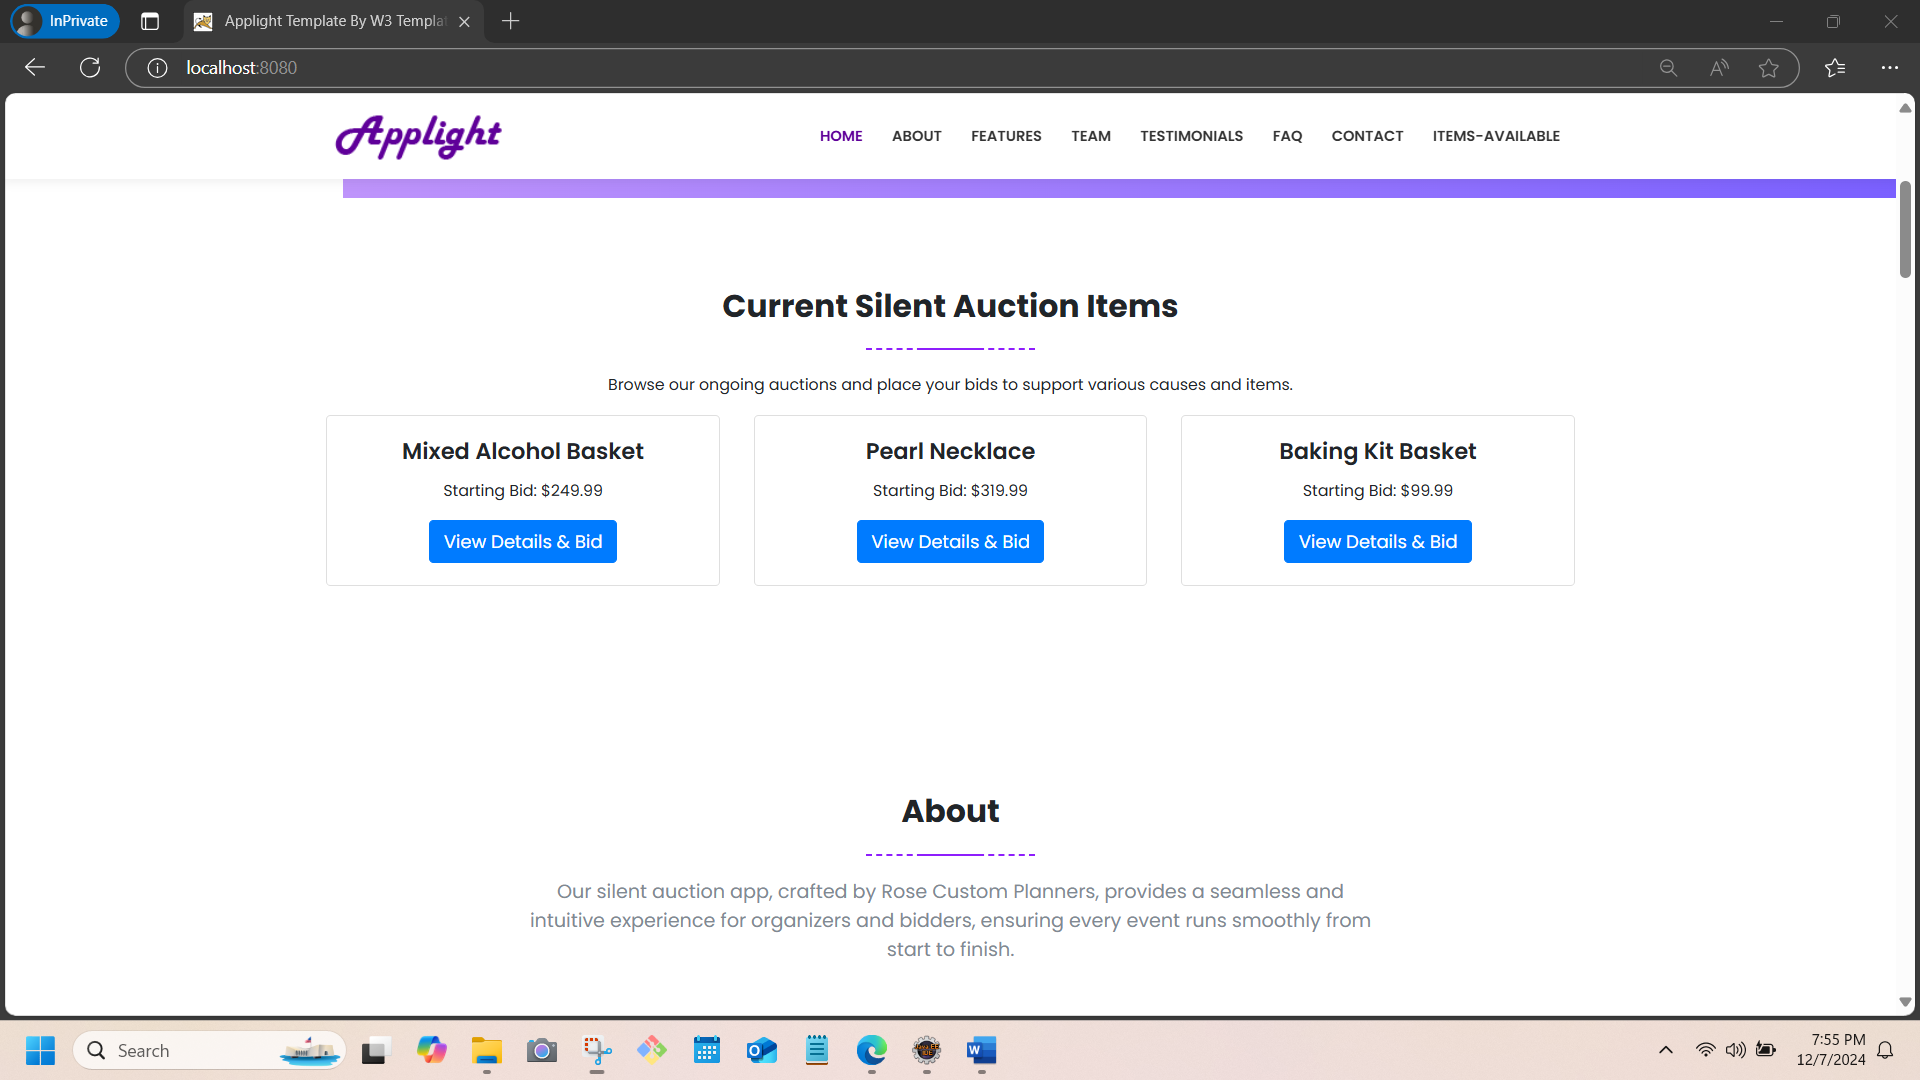 InPrivate
Applight Template By W3 Templa
localhost:8080
Applight
HOME ABOUT FEATURES TEAM TESTIMONIALS FAQ CONTACT ITEMS-AVAILABLE
Current Silent Auction Items
Browse our ongoing auctions and place your bids to support various causes and items.
Mixed Alcohol Basket
Starting Bid: $249.99
View Details & Bid
Pearl Necklace
Starting Bid: $319.99
View Details & Bid
Baking Kit Basket
Starting Bid: $99.99
View Details & Bid
About
Our silent auction app, crafted by Rose Custom Planners, provides a seamless and
intuitive experience for organizers and bidders, ensuring every event runs smoothly from
start to finish.
Search
7:55 PM
12/7/2024